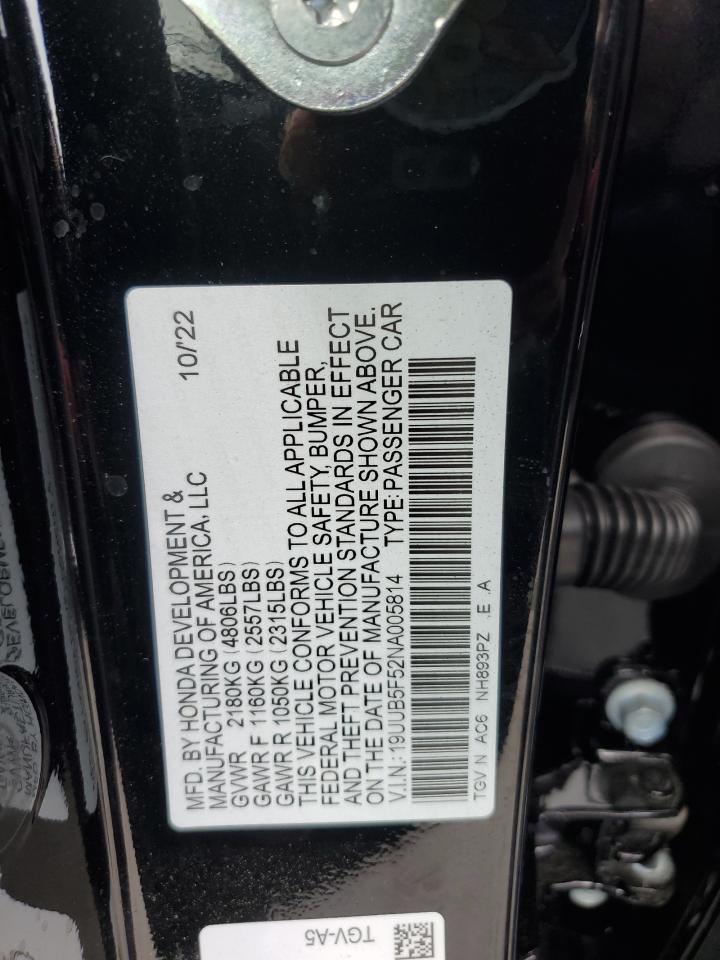 MFD. BY HONDA DEVELOPMENT & 10/22
MANUFACTURING OF AMERICA, LLC
GVWR 2180KG (4806LBS)
GAWR F 1160KG (2557LBS)
GAWR R 1050KG (2315LBS)
THIS VEHICLE CONFORMS TO ALL APPLICABLE
FEDERAL MOTOR VEHICLE SAFETY, BUMPER,
AND THEFT PREVENTION STANDARDS IN EFFECT
ON THE DATE OF MANUFACTURE SHOWN ABOVE.
V.I.N.: 19UUB5F52NA005814 TYPE: PASSENGER CAR
TGV N AC6 NH893PZ .E .A
TGV-A5